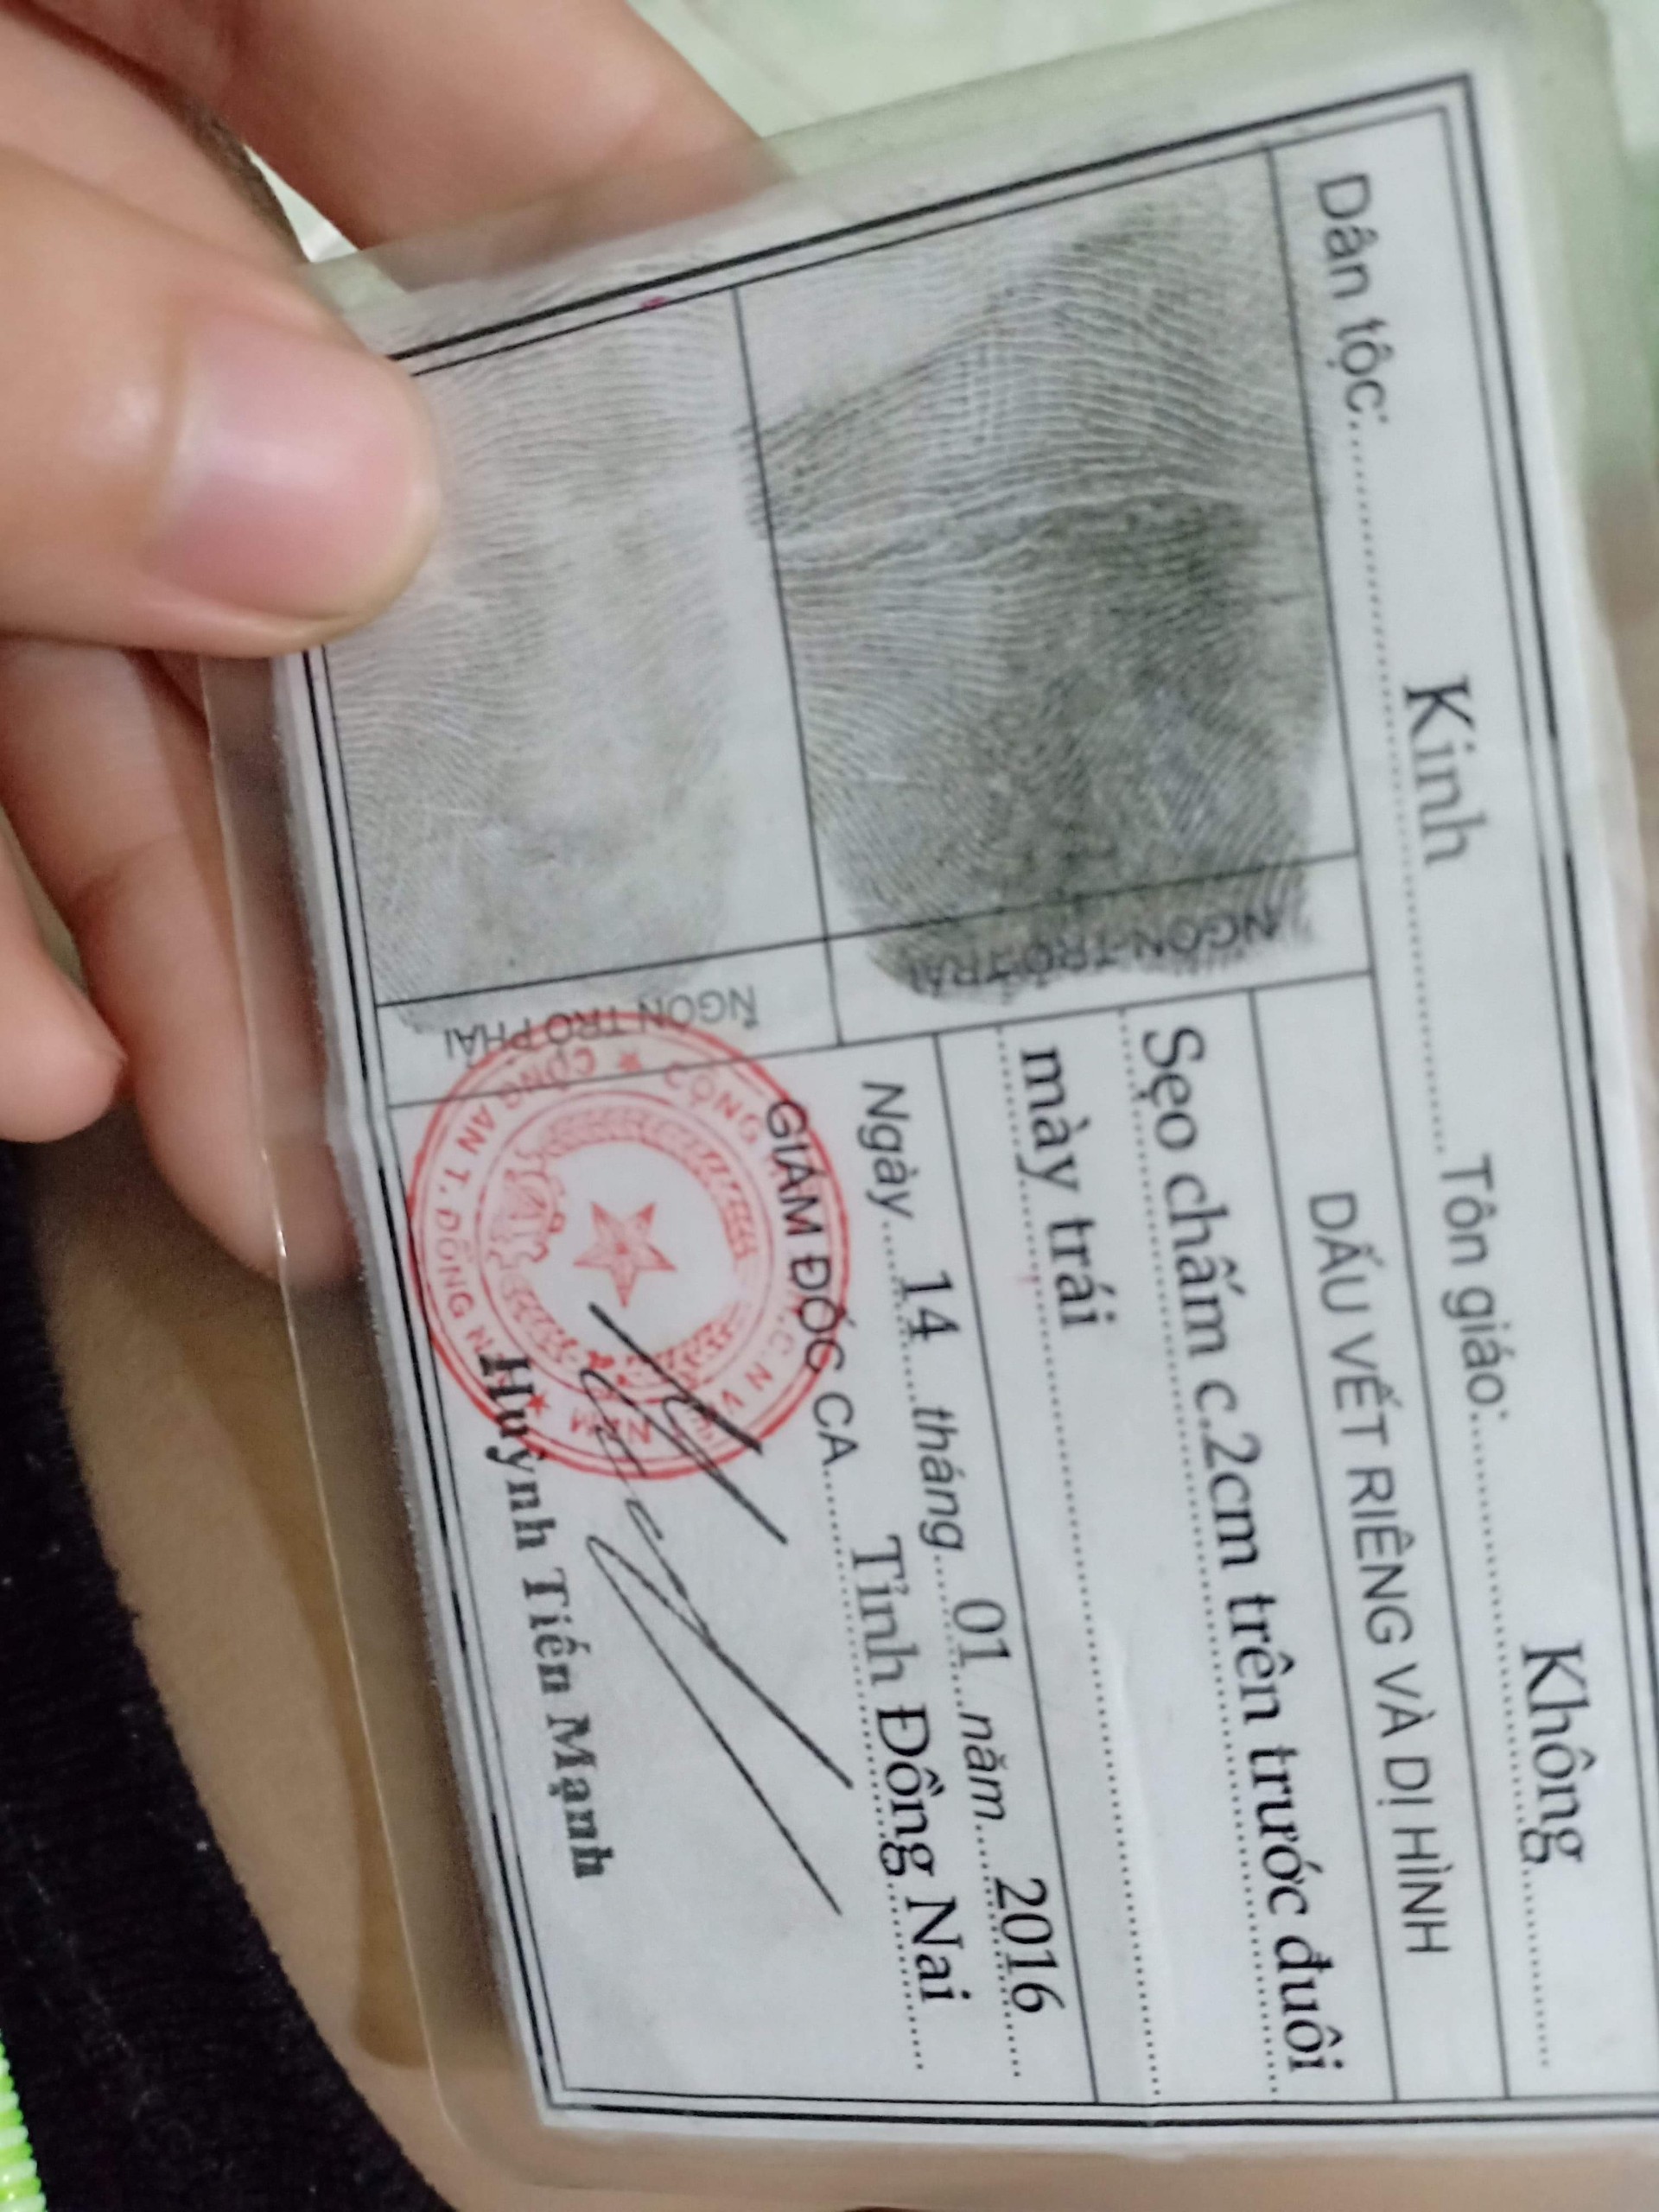 Dân tộc: Kinh Tôn giáo: Không
NGÓN TRỎ TRÁI
NGÓN TRỎ PHẢI
DẤU VẾT RIÊNG VÀ DỊ HÌNH
Sẹo chấm c.2cm trên trước đuôi
mày trái
Ngày 14 tháng 01 năm 2016
GIÁM ĐỐC CA Tỉnh Đồng Nai
CÔNG AN T. ĐỒNG NAI
Huỳnh Tiến Mạnh